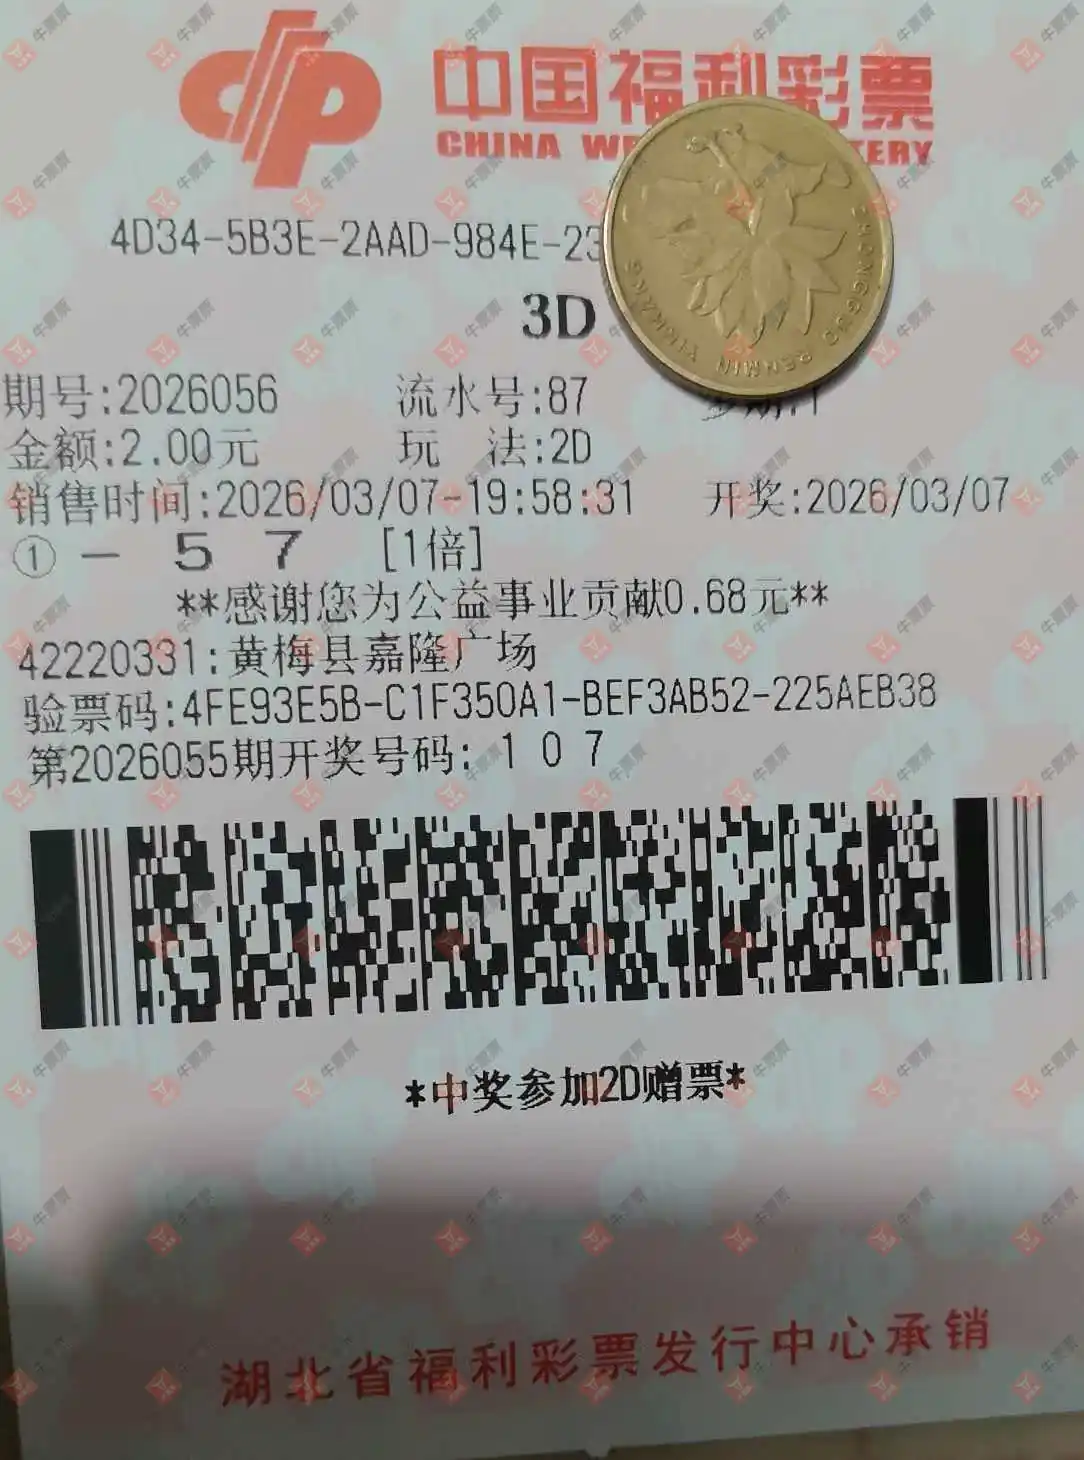 中国福利彩票
CHINA WE TERY
4D34-5B3E-2AAD-984E-23
3D
期号:2026056 流水号:87
金额:2.00元 玩 法:2D
销售时间:2026/03/07-19:58:31 开奖:2026/03/07
① - 5 7 [1倍]
**感谢您为公益事业贡献0.68元**
42220331:黄梅县嘉隆广场
验票码:4FE93E5B-C1F350A1-BEF3AB52-225AEB38
第2026055期开奖号码: 1 0 7
*中奖参加2D赠票*
湖北省福利彩票发行中心承销
牛票票